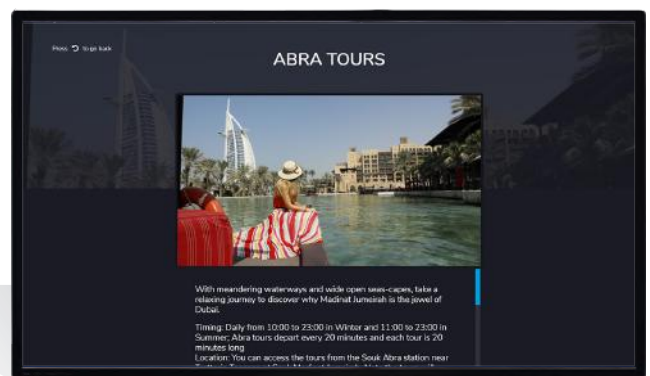 Press to go back
ABRA TOURS
With meandering waterways and wide open seas-capes, take a
relaxing journey to discover why Madinat Jumeirah is the jewel of
Dubai.
Timing: Daily from 10:00 to 23:00 in Winter and 11:00 to 23:00 in
Summer; Abra tours depart every 20 minutes and each tour is 20
minutes long
Location: You can access the tours from the Souk Abra station near